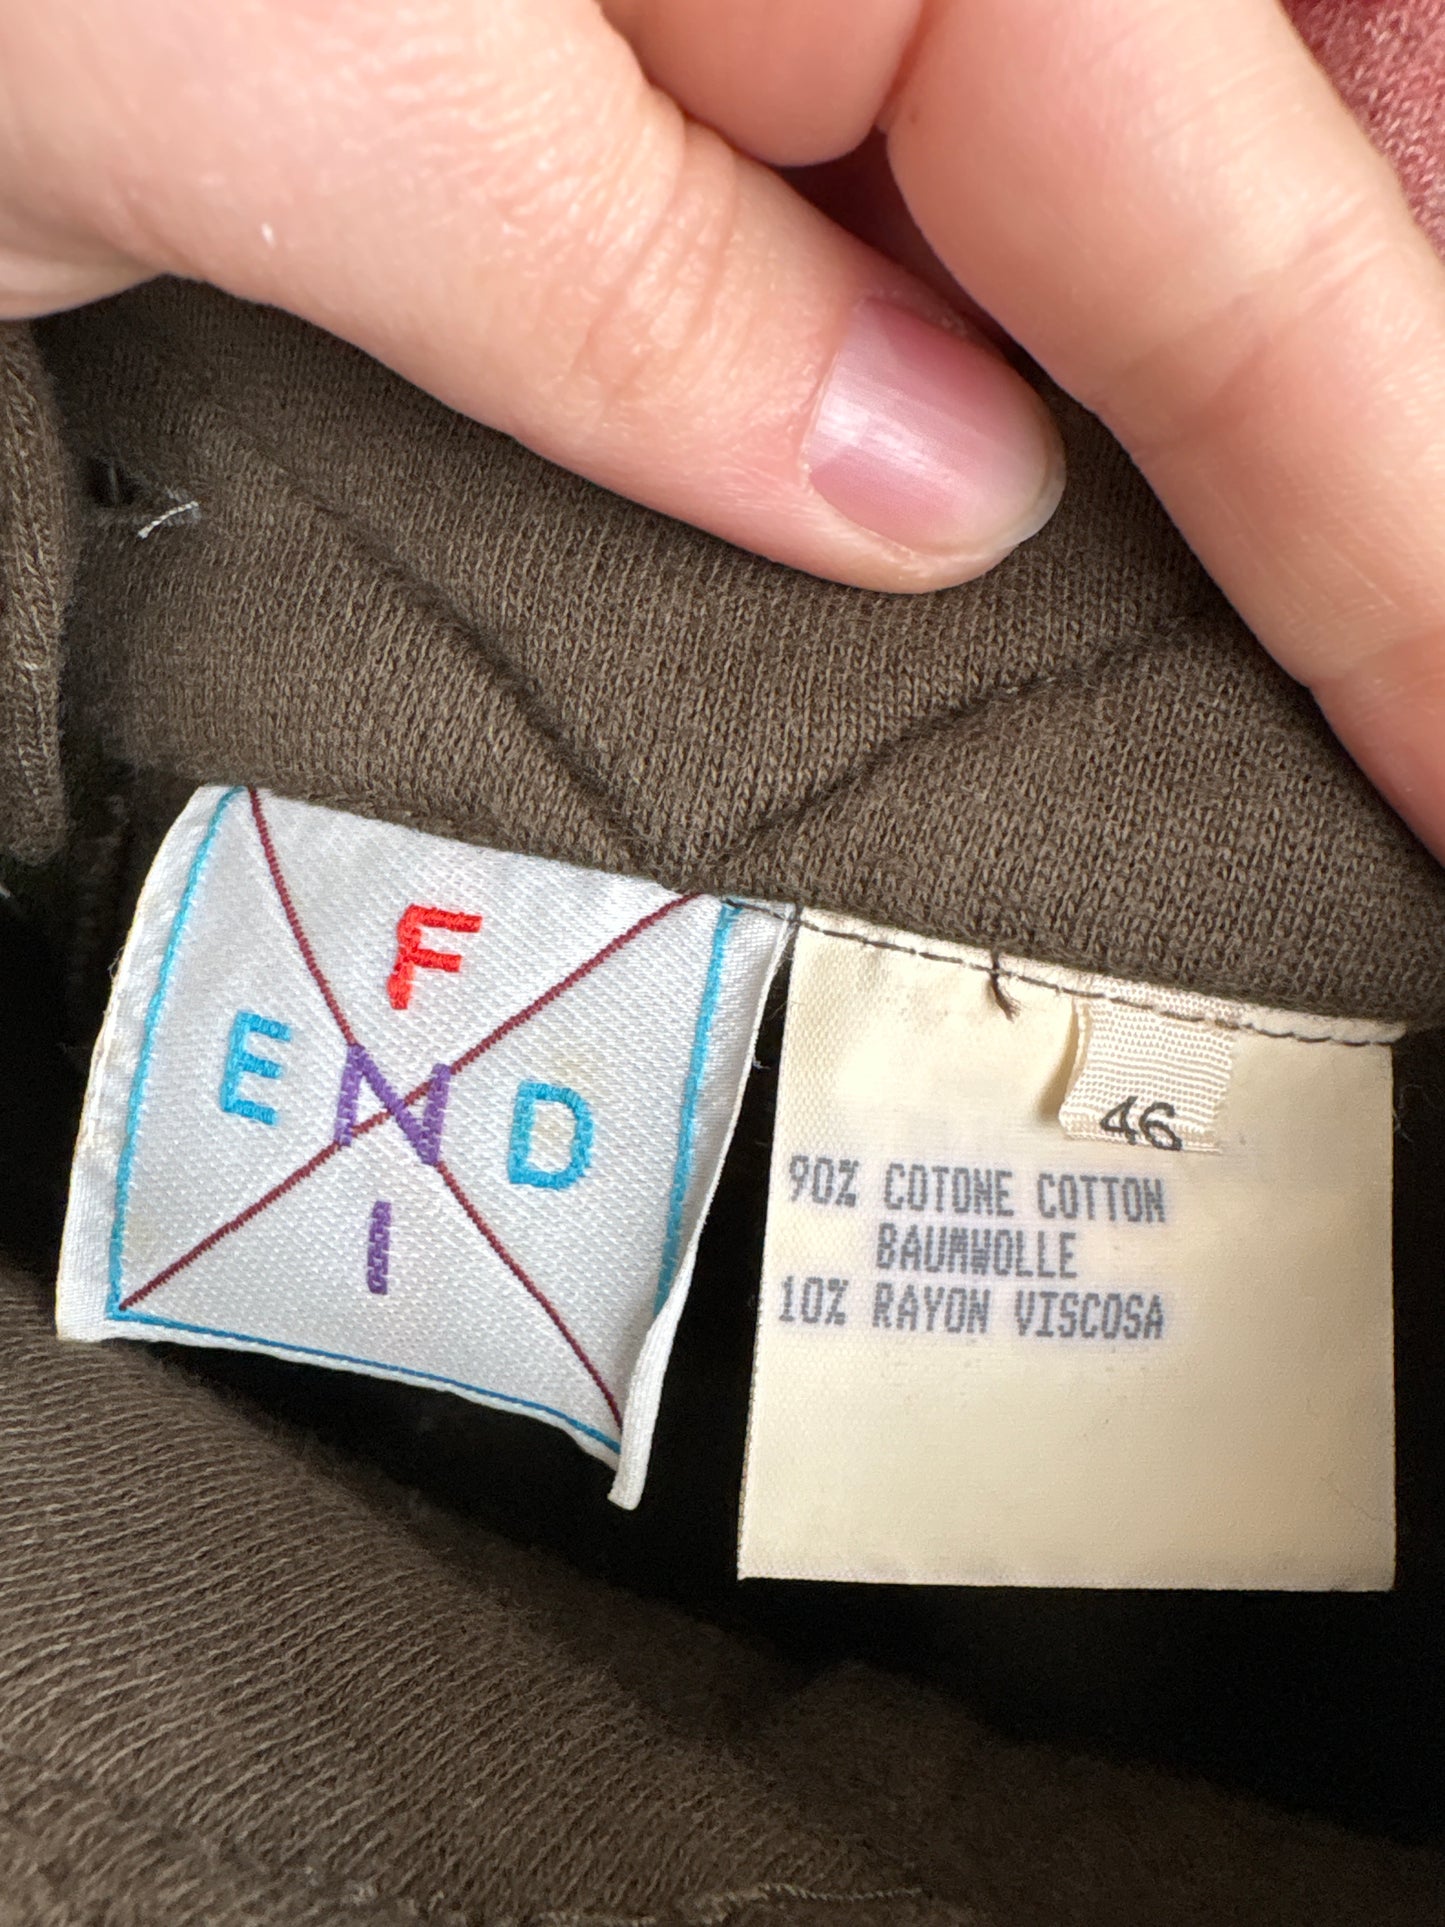 F
E N D
I
46
90% COTONE COTTON
BAUMWOLLE
10% RAYON VISCOSA